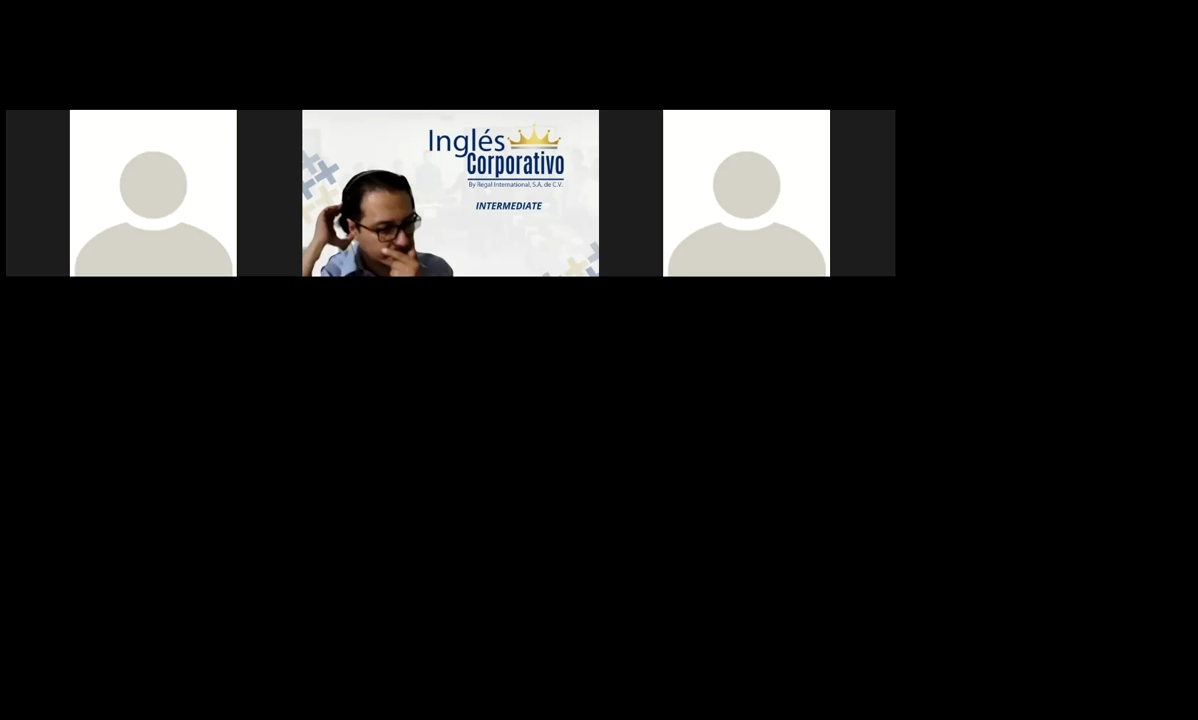 Inglés
Corporativo
By Regal International, S.A. de C.V.
INTERMEDIATE